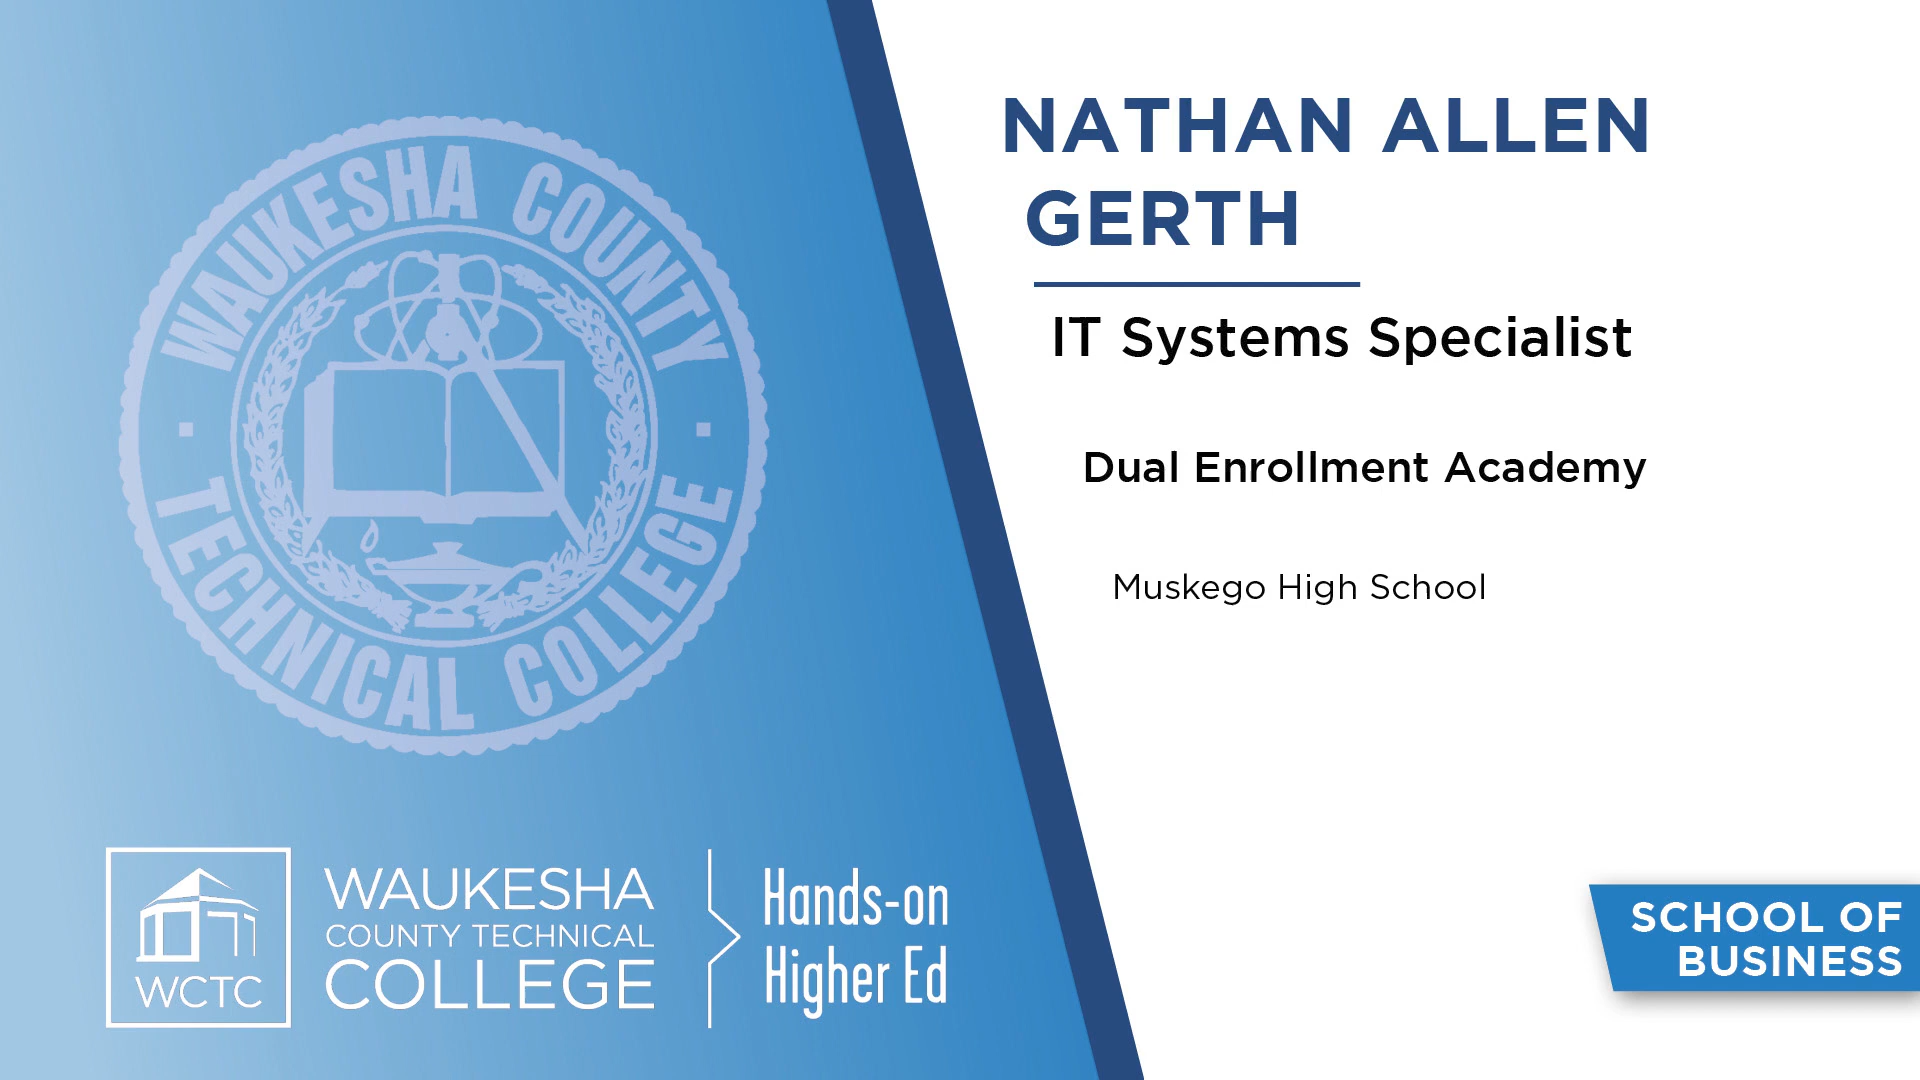 WAUKESHA COUNTY
TECHNICAL COLLEGE
WCTC
WAUKESHA
COUNTY TECHNICAL
COLLEGE
Hands-on
Higher Ed
NATHAN ALLEN
GERTH
IT Systems Specialist
Dual Enrollment Academy
Muskego High School
SCHOOL OF
BUSINESS